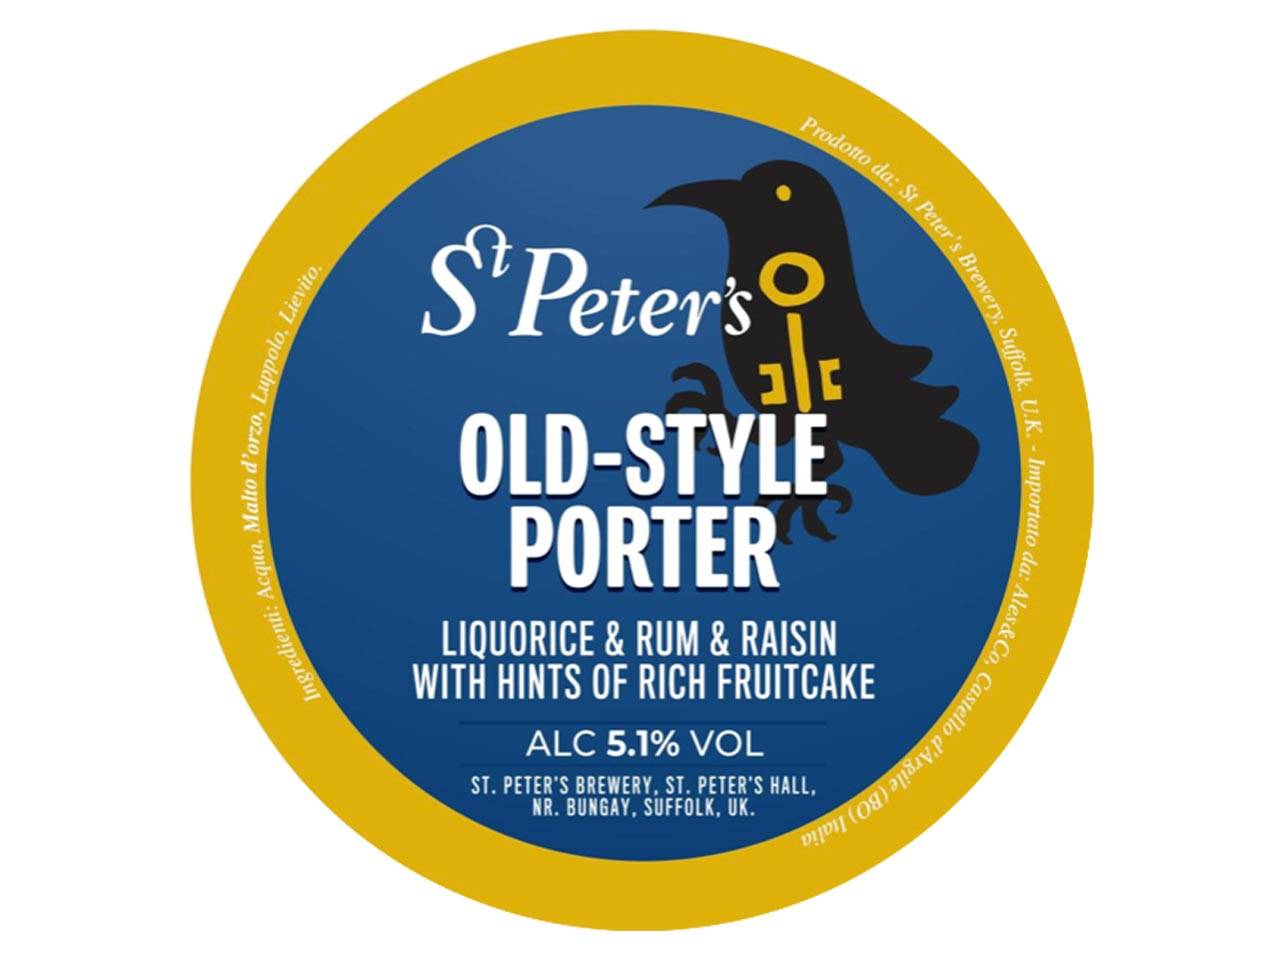 St Peter's
OLD-STYLE
PORTER
LIQUORICE & RUM & RAISIN
WITH HINTS OF RICH FRUITCAKE
ALC 5.1% VOL
ST. PETER'S BREWERY, ST. PETER'S HALL,
NR. BUNGAY, SUFFOLK, UK.
Ingredienti: Acqua, Malto d'orzo, Luppolo, Lievito.
Prodotto da: St Peter's Brewery, Suffolk, U.K. - Importato da: Ales&Co, Castello d'Argile (BO) Italia